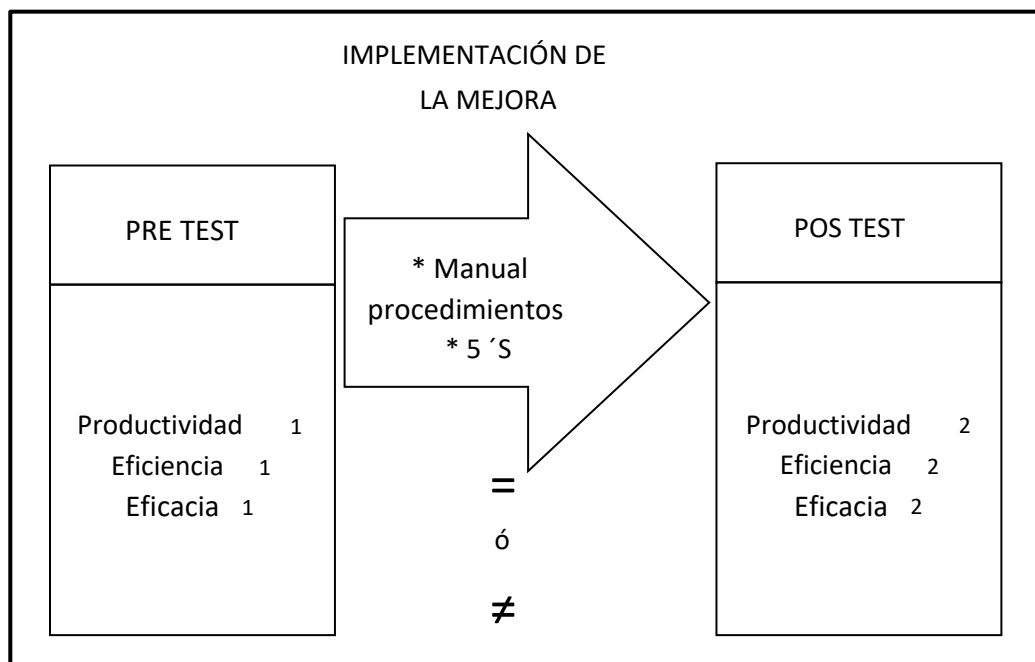 IMPLEMENTACIÓN DE
LA MEJORA
PRE TEST
* Manual
procedimientos
* 5 ´S
POS TEST
Productividad 1
Eficiencia 1
Eficacia 1
=
ó
≠
Productividad 2
Eficiencia 2
Eficacia 2